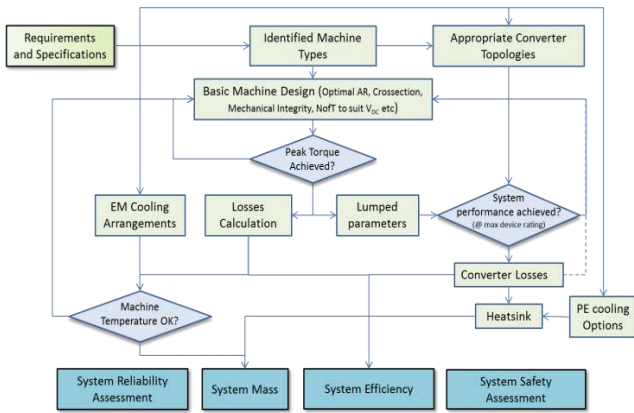 Requirements
and Specifications
Identified Machine
Types
Appropriate Converter
Topologies
Basic Machine Design (Optimal AR, Crossection,
Mechanical Integrity, NofT to suit VDC etc)
Peak Torque
Achieved?
EM Cooling
Arrangements
Losses
Calculation
Lumped
parameters
System
performance achieved?
(@ max device rating)
Converter Losses
Machine
Temperature OK?
Heatsink
PE cooling
Options
System Reliability
Assessment
System Mass
System Efficiency
System Safety
Assessment